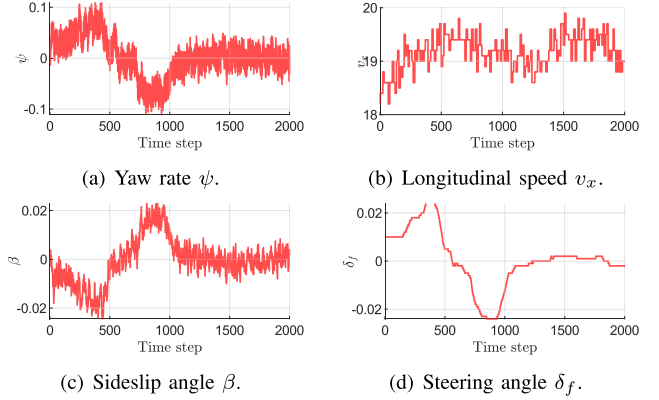 0.1
0
-0.1
ψ
0 500 1000 1500 2000
Time step
(a) Yaw rate ψ.
20
19
18
v
0 500 1000 1500 2000
Time step
(b) Longitudinal speed vₓ.
0.02
0
-0.02
β
0 500 1000 1500 2000
Time step
(c) Sideslip angle β.
0.02
0
-0.02
δ_f
0 500 1000 1500 2000
Time step
(d) Steering angle δ_f.